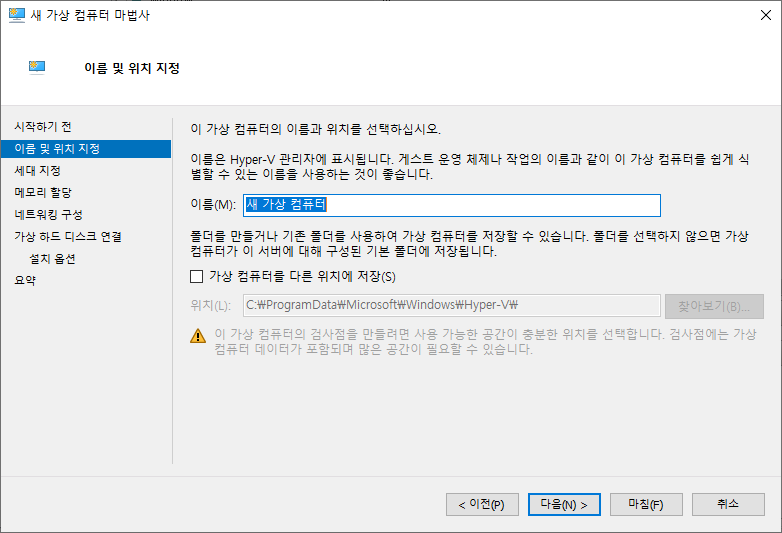 새 가상 컴퓨터 마법사
이름 및 위치 지정
시작하기 전
이름 및 위치 지정
세대 지정
메모리 할당
네트워킹 구성
가상 하드 디스크 연결
설치 옵션
요약
이 가상 컴퓨터의 이름과 위치를 선택하십시오.
이름은 Hyper-V 관리자에 표시됩니다. 게스트 운영 체제나 작업의 이름과 같이 이 가상 컴퓨터를 쉽게 식
별할 수 있는 이름을 사용하는 것이 좋습니다.
이름(M): 새 가상 컴퓨터
폴더를 만들거나 기존 폴더를 사용하여 가상 컴퓨터를 저장할 수 있습니다. 폴더를 선택하지 않으면 가상
컴퓨터가 이 서버에 대해 구성된 기본 폴더에 저장됩니다.
가상 컴퓨터를 다른 위치에 저장(S)
위치(L): C:₩ProgramData₩Microsoft₩Windows₩Hyper-V₩ 찾아보기(B)...
이 가상 컴퓨터의 검사점을 만들려면 사용 가능한 공간이 충분한 위치를 선택합니다. 검사점에는 가상
컴퓨터 데이터가 포함되며 많은 공간이 필요할 수 있습니다.
< 이전(P) 다음(N) > 마침(F) 취소